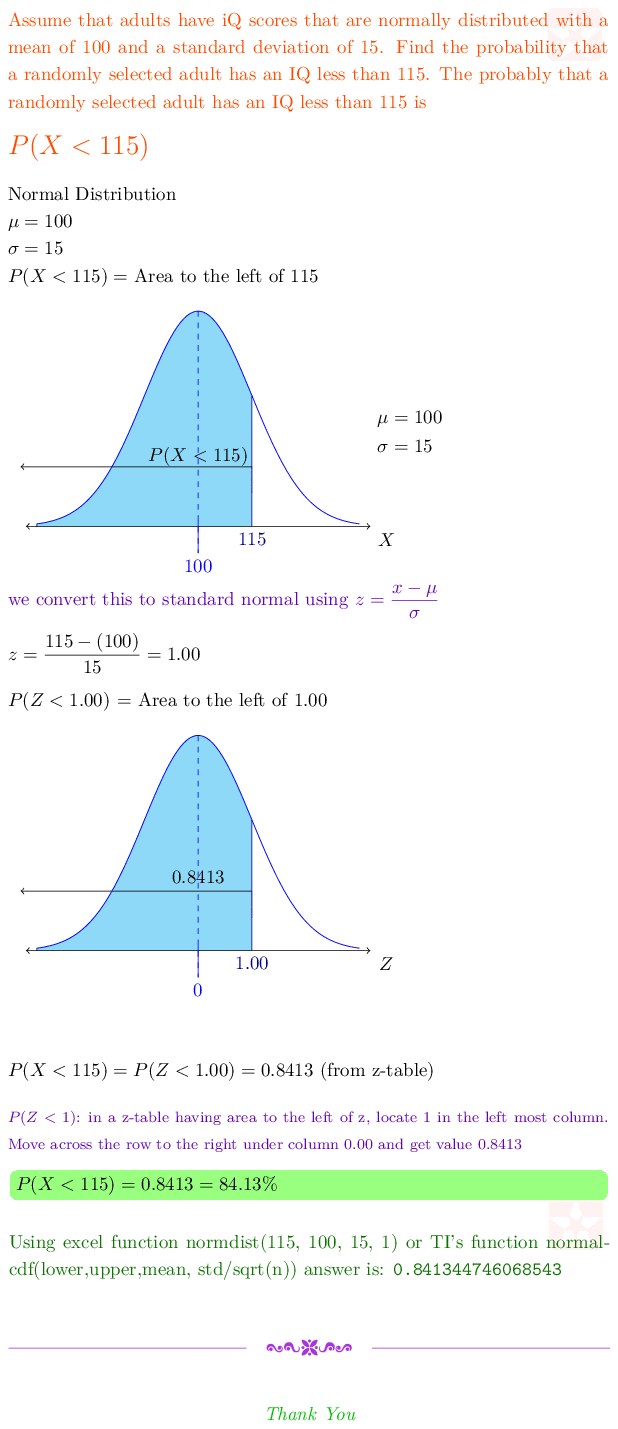 Assume that adults have iQ scores that are normally distributed with a
mean of 100 and a standard deviation of 15. Find the probability that
a randomly selected adult has an IQ less than 115. The probably that a
randomly selected adult has an IQ less than 115 is
P(X < 115)
Normal Distribution
μ = 100
σ = 15
P(X < 115) = Area to the left of 115
μ = 100
σ = 15
P(X < 115)
115
X
100
we convert this to standard normal using z = \frac{x − μ}{σ}
z = \frac{115 − (100)}{15} = 1.00
P(Z < 1.00) = Area to the left of 1.00
0.8413
1.00
Z
0
P(X < 115) = P(Z < 1.00) = 0.8413 (from z-table)
P(Z < 1): in a z-table having area to the left of z, locate 1 in the left most column.
Move across the row to the right under column 0.00 and get value 0.8413
P(X < 115) = 0.8413 = 84.13%
Using excel function normdist(115, 100, 15, 1) or TI's function normal-
cdf(lower,upper,mean, std/sqrt(n)) answer is: 0.841344746068543
Thank You